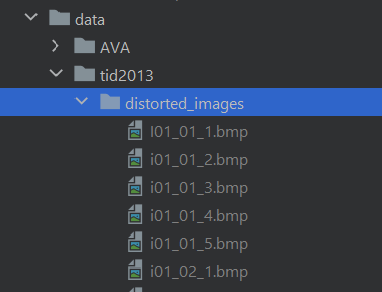 data
AVA
tid2013
distorted_images
I01_01_1.bmp
i01_01_2.bmp
i01_01_3.bmp
i01_01_4.bmp
i01_01_5.bmp
i01_02_1.bmp